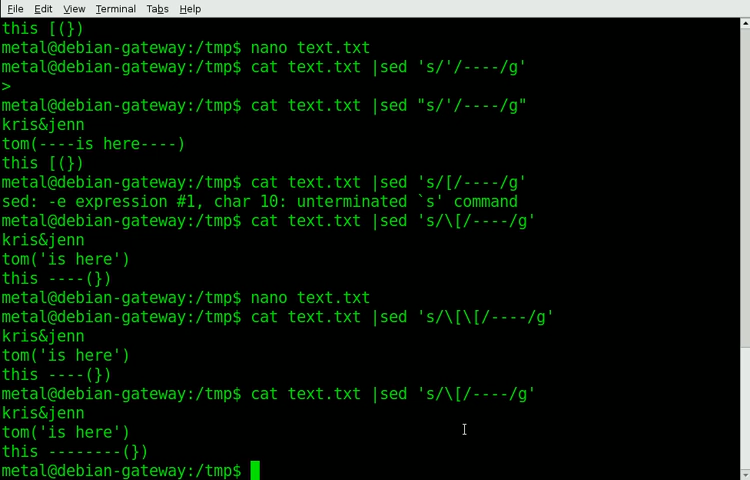 File Edit View Terminal Tabs Help
this [(})
metal@debian-gateway:/tmp$ nano text.txt
metal@debian-gateway:/tmp$ cat text.txt |sed 's/'/----/g'
>
metal@debian-gateway:/tmp$ cat text.txt |sed "s/'/----/g"
kris&jenn
tom(----is here----)
this [(})
metal@debian-gateway:/tmp$ cat text.txt |sed 's/[/----/g'
sed: -e expression #1, char 10: unterminated `s' command
metal@debian-gateway:/tmp$ cat text.txt |sed 's/\[/----/g'
kris&jenn
tom('is here')
this ----(})
metal@debian-gateway:/tmp$ nano text.txt
metal@debian-gateway:/tmp$ cat text.txt |sed 's/\[\[/----/g'
kris&jenn
tom('is here')
this ----(})
metal@debian-gateway:/tmp$ cat text.txt |sed 's/\[/----/g'
kris&jenn
tom('is here')
this --------(})
metal@debian-gateway:/tmp$